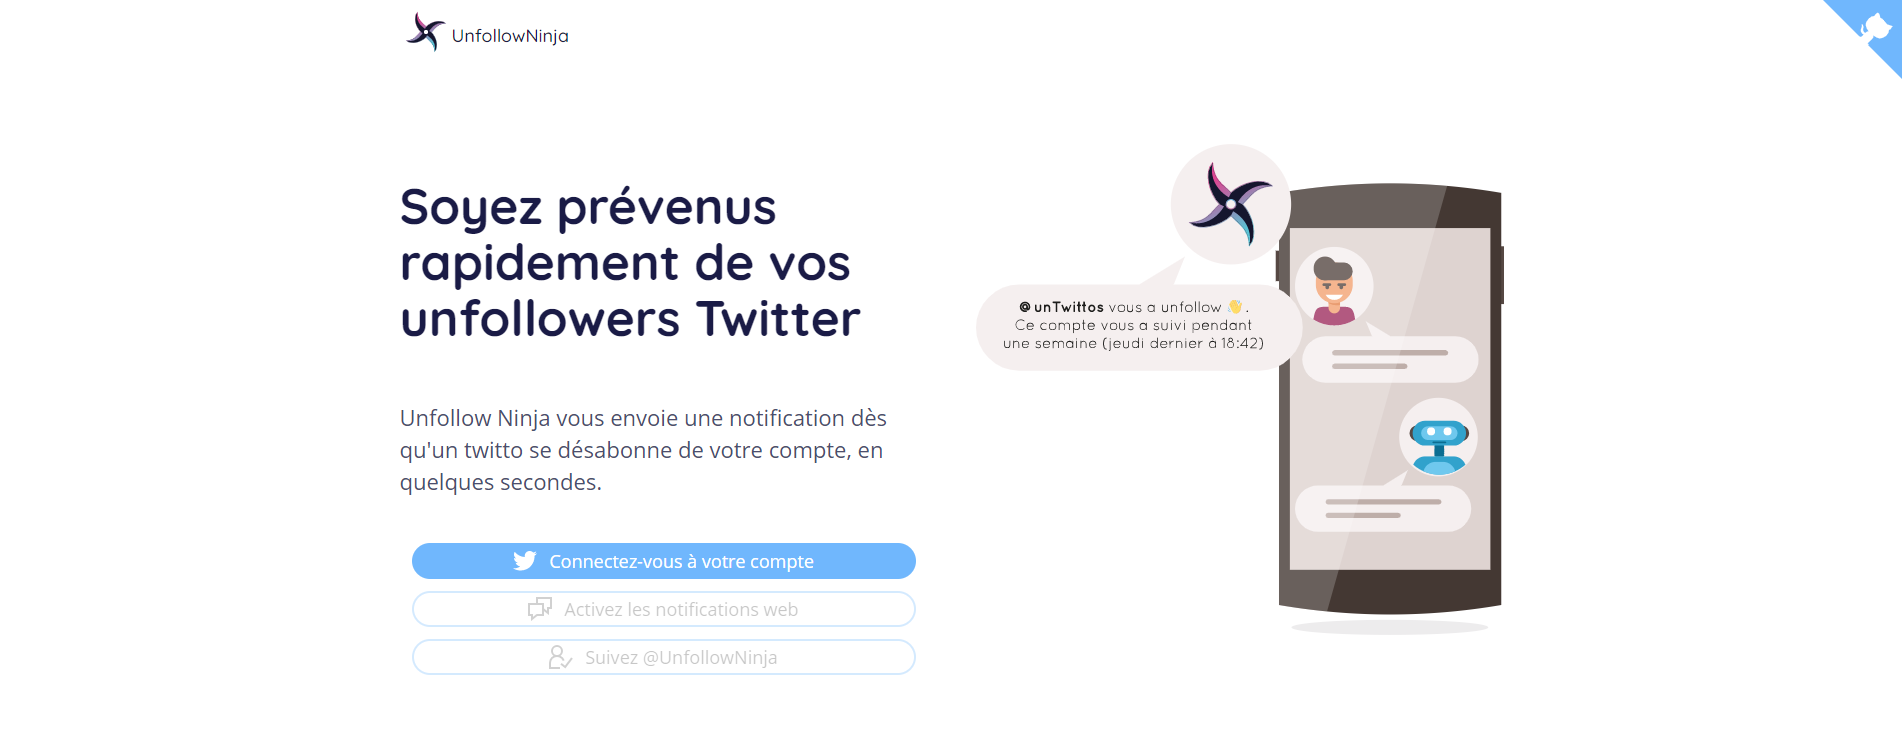 UnfollowNinja
Soyez prévenus
rapidement de vos
unfollowers Twitter
Unfollow Ninja vous envoie une notification dès
qu'un twitto se désabonne de votre compte, en
quelques secondes.
Connectez-vous à votre compte
Activez les notifications web
Suivez @UnfollowNinja
@unTwittos vous a unfollow 👋.
Ce compte vous a suivi pendant
une semaine (jeudi dernier à 18:42)